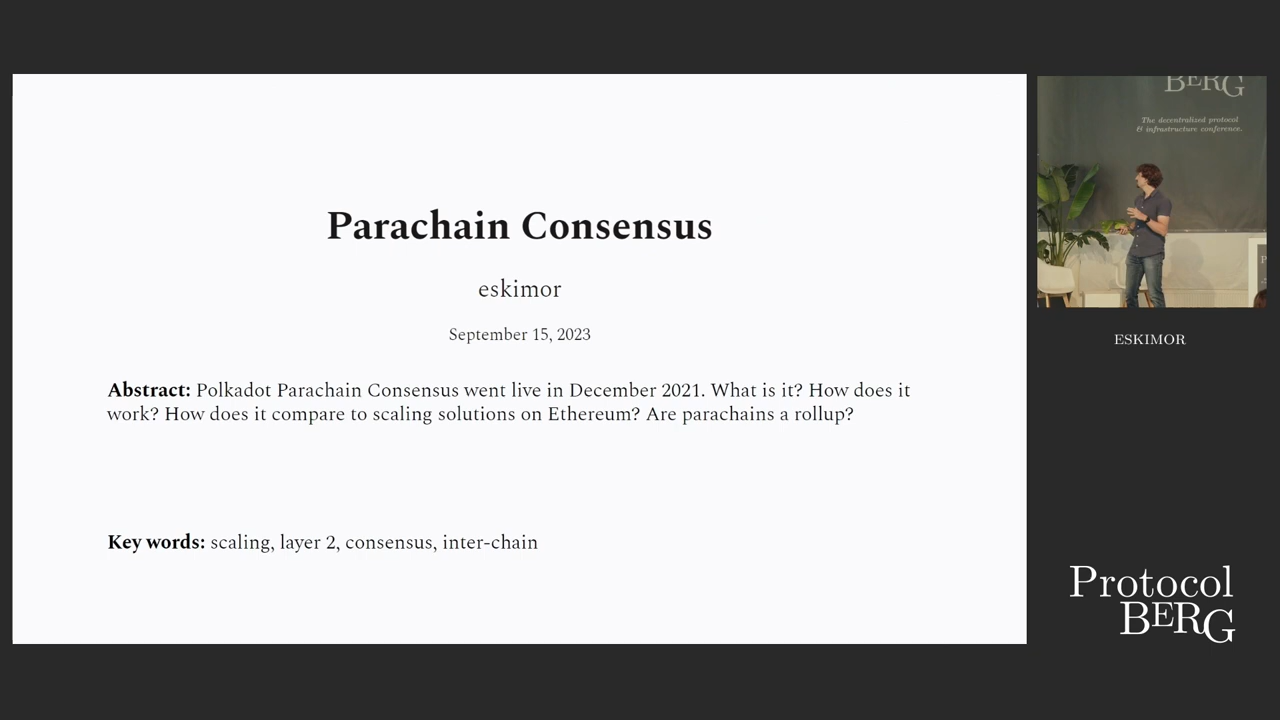 Parachain Consensus
eskimor
September 15, 2023
Abstract: Polkadot Parachain Consensus went live in December 2021. What is it? How does it
work? How does it compare to scaling solutions on Ethereum? Are parachains a rollup?
Key words: scaling, layer 2, consensus, inter-chain
BERG
The decentralized protocol
& infrastructure conference.
ESKIMOR
Protocol
BERG